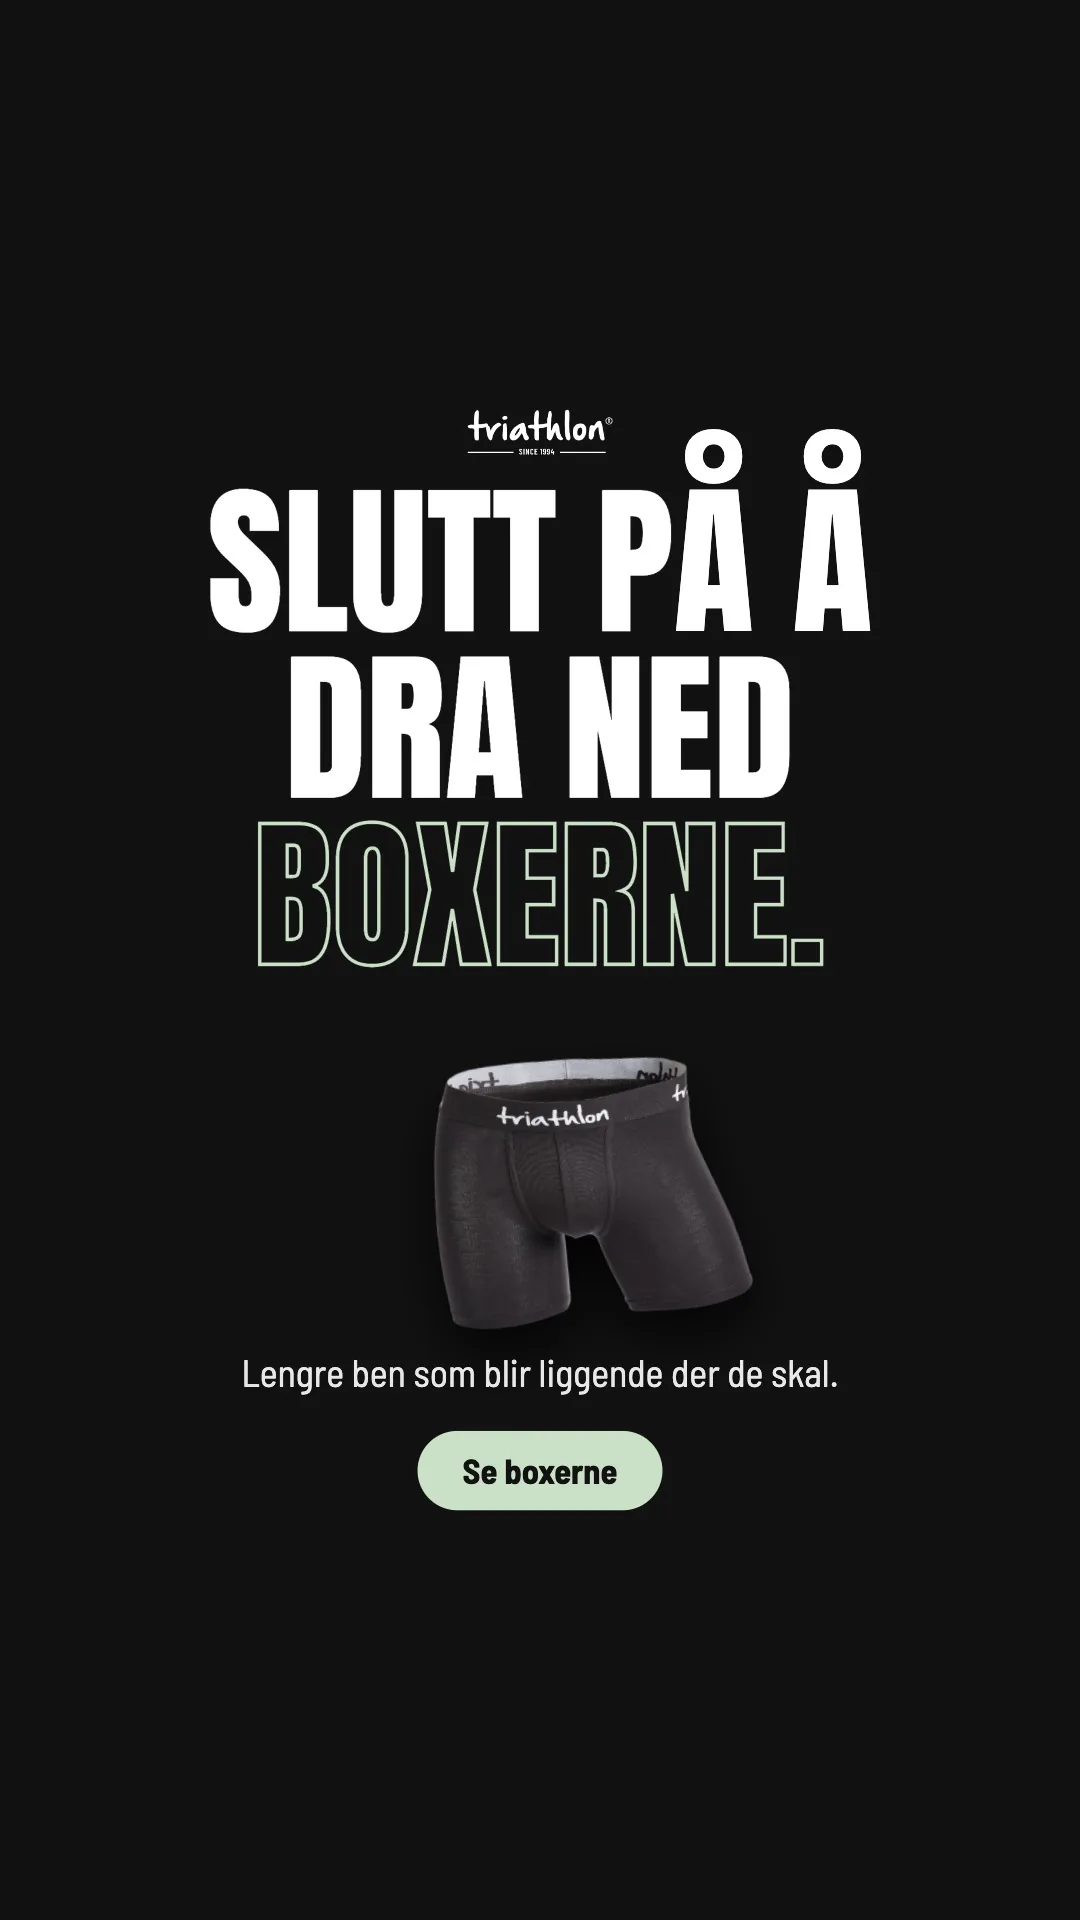 triathlon®
SINCE 1994
SLUTT PÅ Å
DRA NED
BOXERNE.
triathlon
Lengre ben som blir liggende der de skal.
Se boxerne